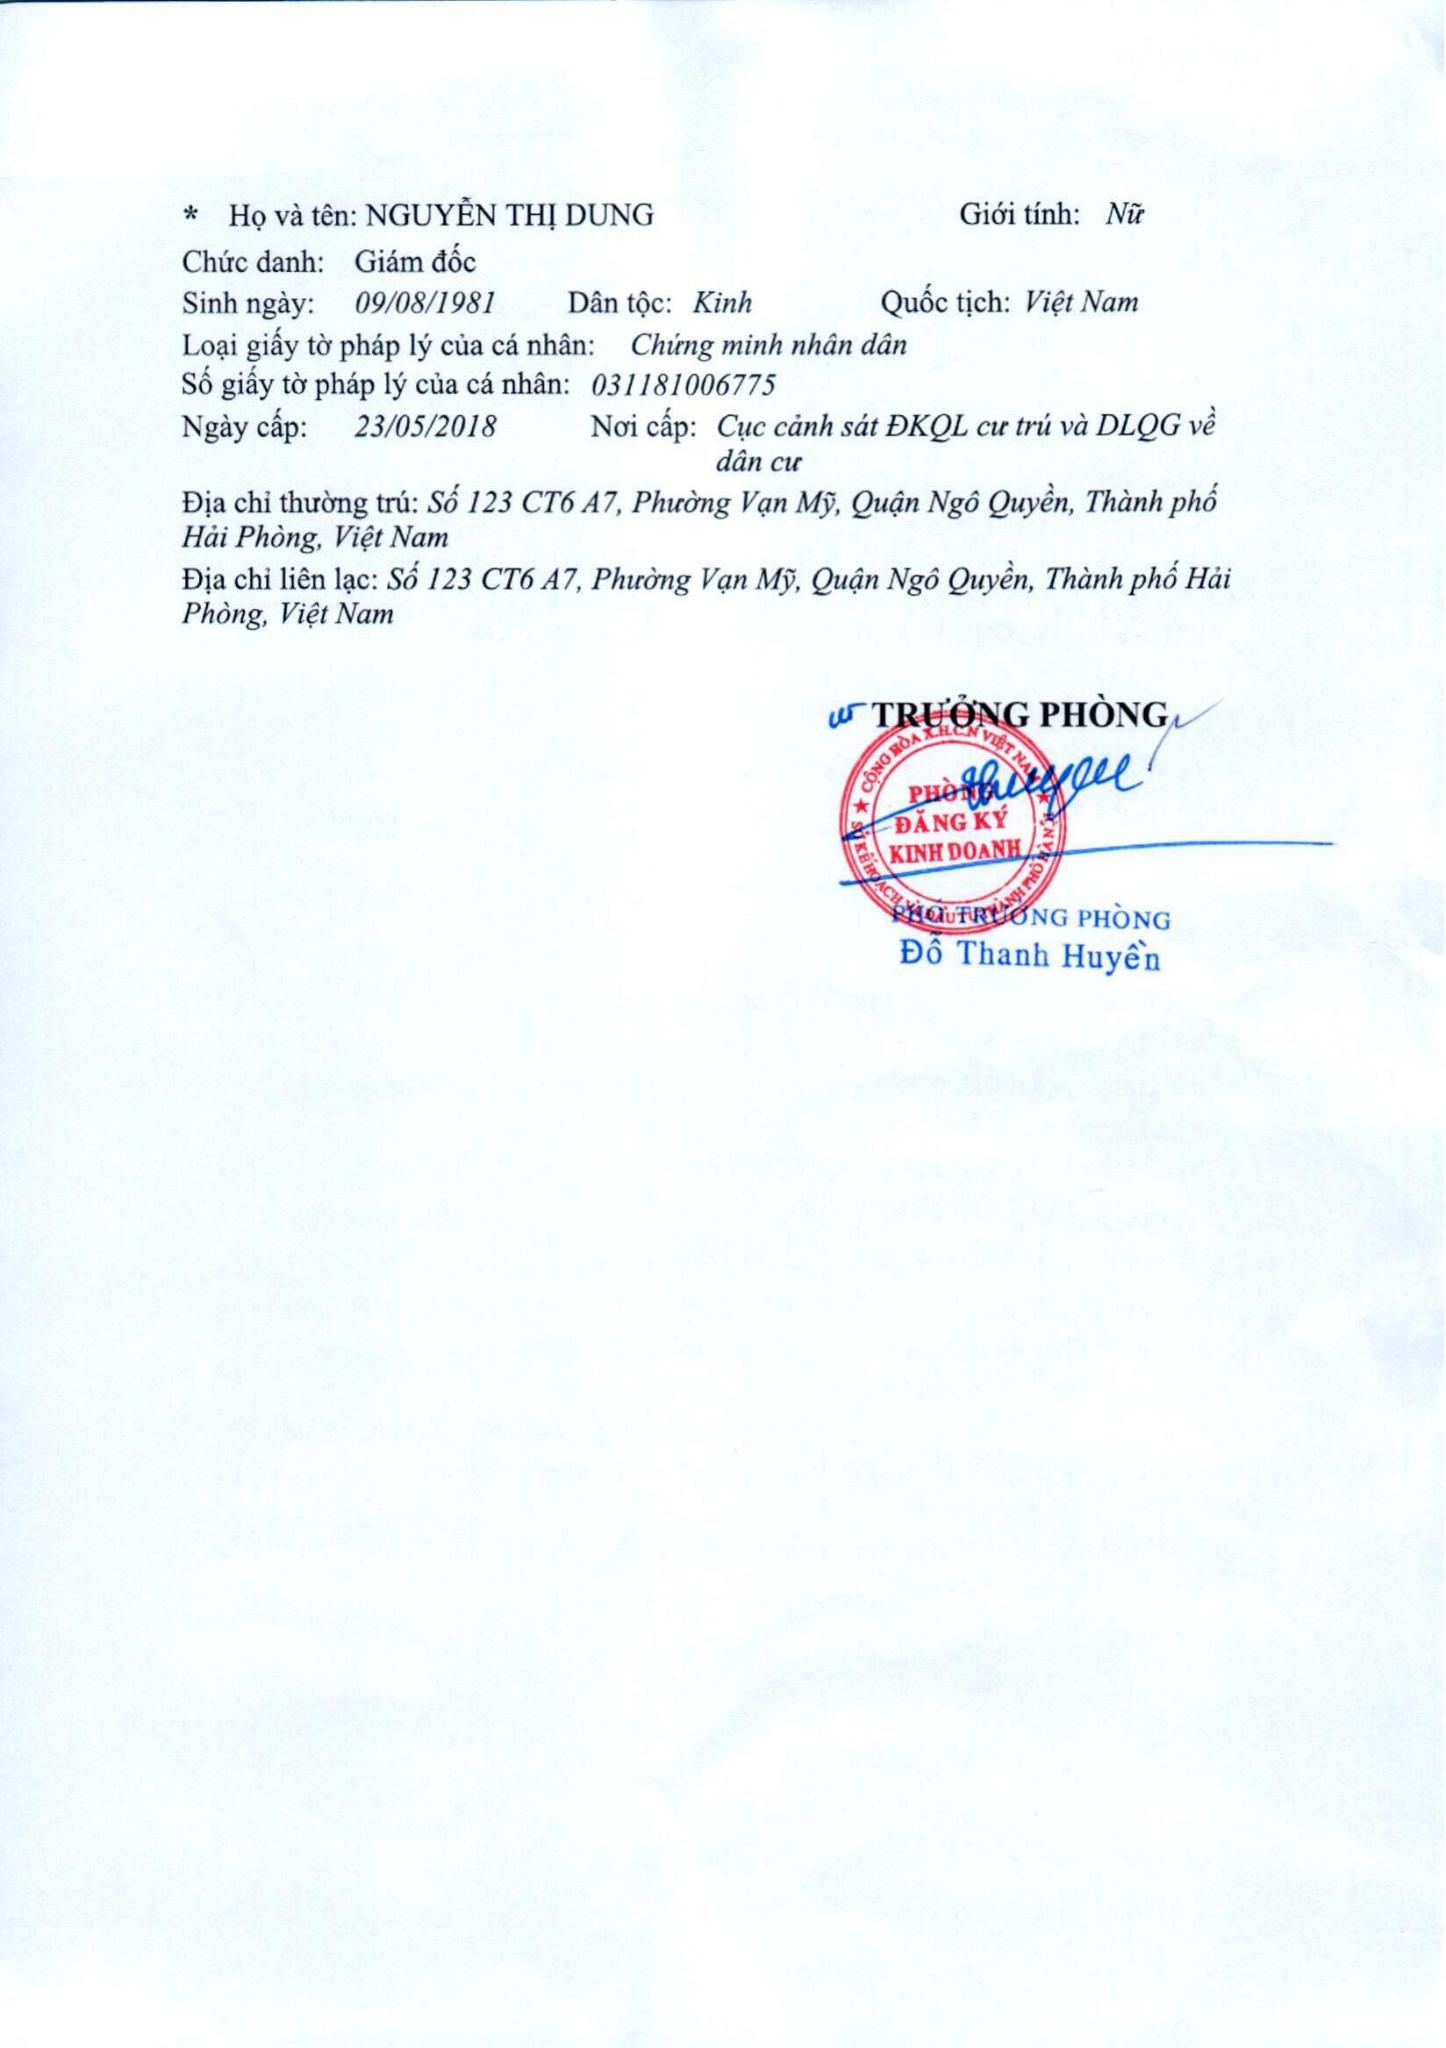 * Họ và tên: NGUYỄN THỊ DUNG Giới tính: Nữ
Chức danh: Giám đốc
Sinh ngày: 09/08/1981 Dân tộc: Kinh Quốc tịch: Việt Nam
Loại giấy tờ pháp lý của cá nhân: Chứng minh nhân dân
Số giấy tờ pháp lý của cá nhân: 031181006775
Ngày cấp: 23/05/2018 Nơi cấp: Cục cảnh sát ĐKQL cư trú và DLQG về
dân cư
Địa chỉ thường trú: Số 123 CT6 A7, Phường Vạn Mỹ, Quận Ngô Quyền, Thành phố
Hải Phòng, Việt Nam
Địa chỉ liên lạc: Số 123 CT6 A7, Phường Vạn Mỹ, Quận Ngô Quyền, Thành phố Hải
Phòng, Việt Nam
TRƯỞNG PHÒNG
CỘNG HÒA X.H.C.N VIỆT NAM
PHÒNG
ĐĂNG KÝ
KINH DOANH
SỞ KẾ HOẠCH VÀ ĐẦU TƯ THÀNH PHỐ
PHÓ TRƯỞNG PHÒNG
Đỗ Thanh Huyền